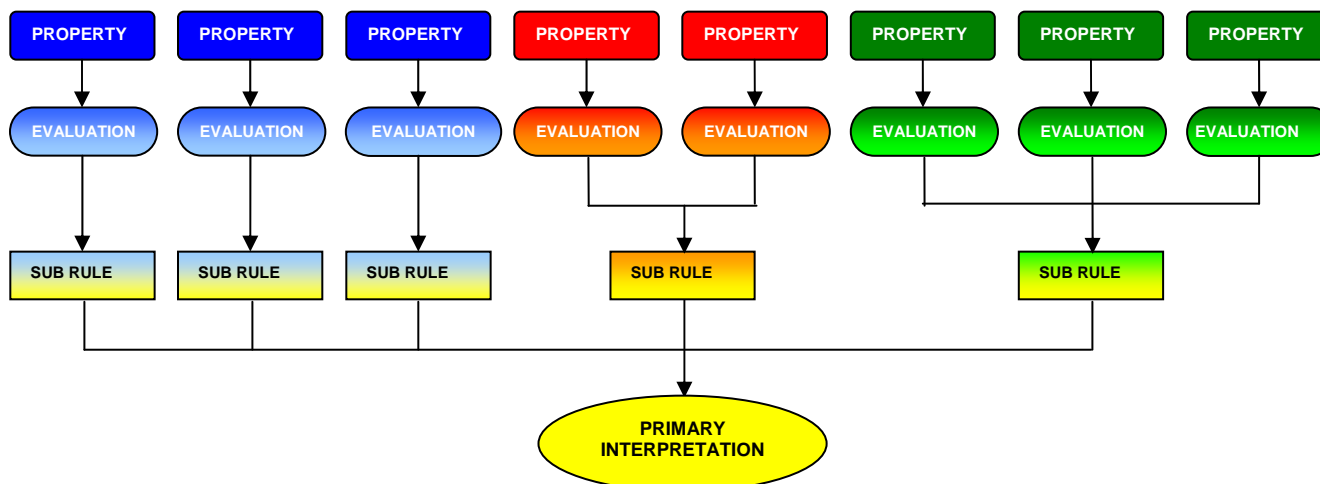 PROPERTY PROPERTY PROPERTY PROPERTY PROPERTY PROPERTY PROPERTY PROPERTY
EVALUATION EVALUATION EVALUATION EVALUATION EVALUATION EVALUATION EVALUATION EVALUATION
SUB RULE SUB RULE SUB RULE SUB RULE SUB RULE
PRIMARY
INTERPRETATION